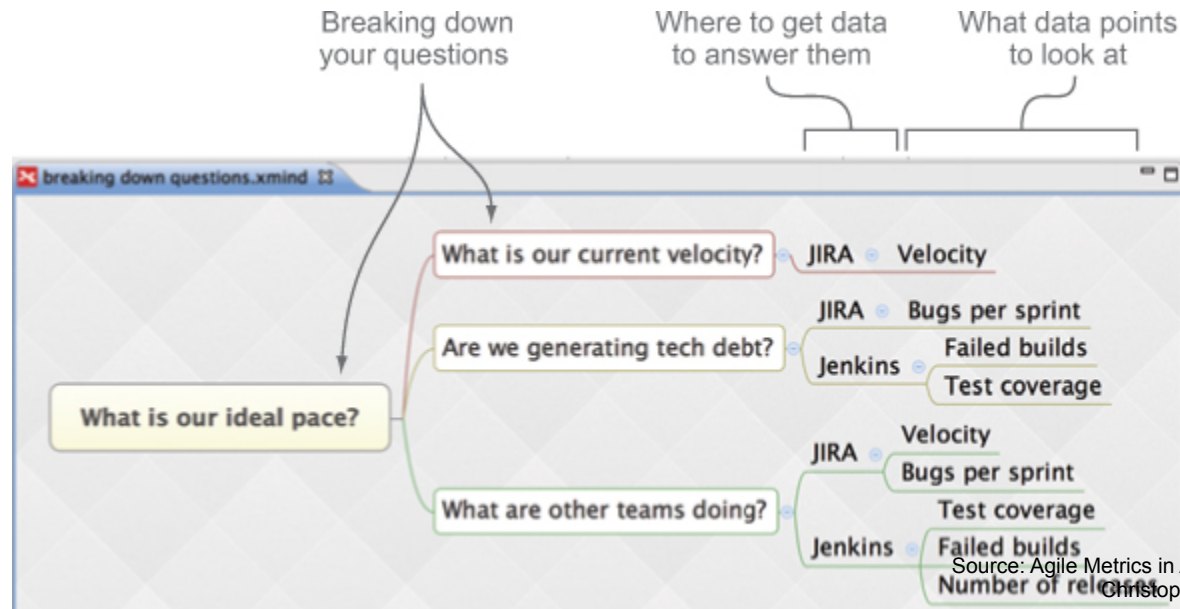 Breaking down
your questions
Where to get data
to answer them
What data points
to look at
breaking down questions.xmind
What is our ideal pace?
What is our current velocity?
JIRA
Velocity
Are we generating tech debt?
JIRA
Bugs per sprint
Jenkins
Failed builds
Test coverage
What are other teams doing?
JIRA
Velocity
Bugs per sprint
Jenkins
Test coverage
Failed builds
Number of releases
Source: Agile Metrics in